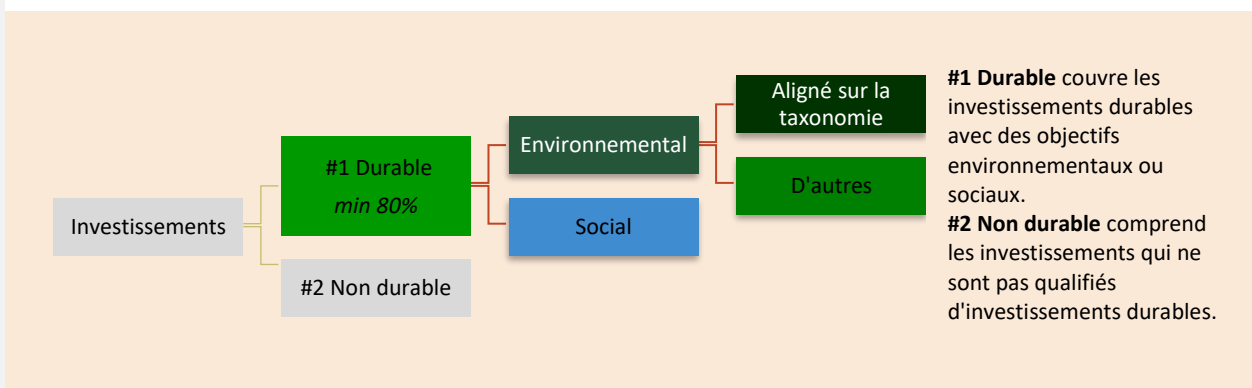 Investissements
#1 Durable
min 80%
#2 Non durable
Environnemental
Social
Aligné sur la
taxonomie
D'autres
#1 Durable couvre les
investissements durables
avec des objectifs
environnementaux ou
sociaux.
#2 Non durable comprend
les investissements qui ne
sont pas qualifiés
d'investissements durables.